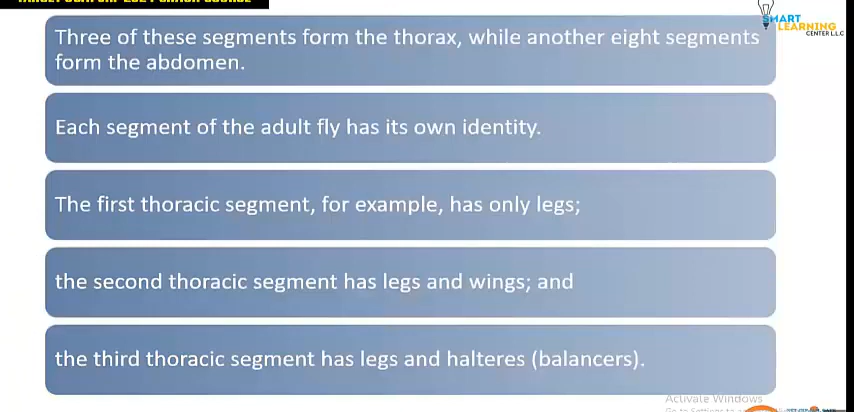 SMART
LEARNING
CENTER L.L.C
Three of these segments form the thorax, while another eight segments
form the abdomen.
Each segment of the adult fly has its own identity.
The first thoracic segment, for example, has only legs;
the second thoracic segment has legs and wings; and
the third thoracic segment has legs and halteres (balancers).
Activate Windows